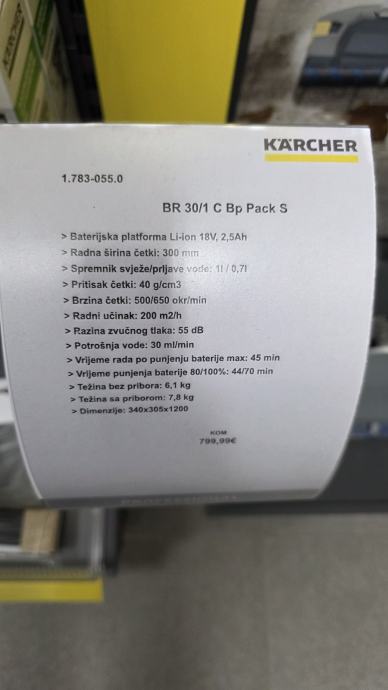 KÄRCHER
KÄRCHER
1.783-055.0
BR 30/1 C Bp Pack S
> Baterijska platforma Li-ion 18V, 2,5Ah
> Radna širina četki: 300 mm
> Spremnik svježe/prljave vode: 1l / 0,7l
> Pritisak četki: 40 g/cm3
> Brzina četki: 500/650 okr/min
> Radni učinak: 200 m2/h
> Razina zvučnog tlaka: 55 dB
> Potrošnja vode: 30 ml/min
> Vrijeme rada po punjenju baterije max: 45 min
> Vrijeme punjenja baterije 80/100%: 44/70 min
> Težina bez pribora: 6,1 kg
> Težina sa priborom: 7,8 kg
> Dimenzije: 340x305x1200
KOM
799,99€
PROFESSIONAL